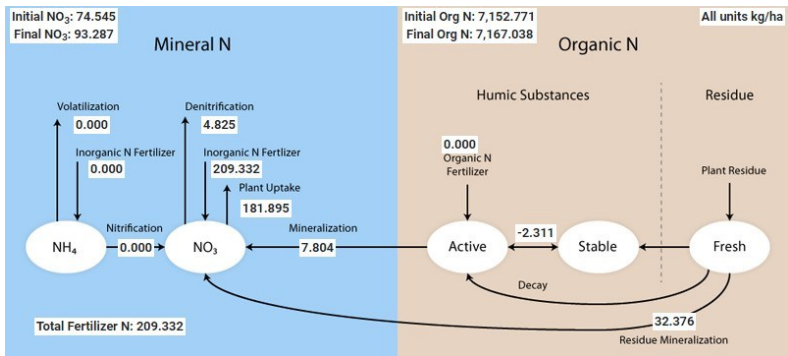 Initial NO₃: 74.545
Final NO₃: 93.287
Mineral N
Initial Org N: 7,152.771
Final Org N: 7,167.038
All units kg/ha
Organic N
Humic Substances
Residue
Volatilization
0.000
Denitrification
4.825
Inorganic N Fertilizer
0.000
Inorganic N Fertlizer
209.332
Plant Uptake
181.895
0.000
Organic N
Fertilizer
Plant Residue
Nitrification
0.000
Mineralization
7.804
-2.311
NH₄
NO₃
Active
Stable
Fresh
Decay
32.376
Residue Mineralization
Total Fertilizer N: 209.332